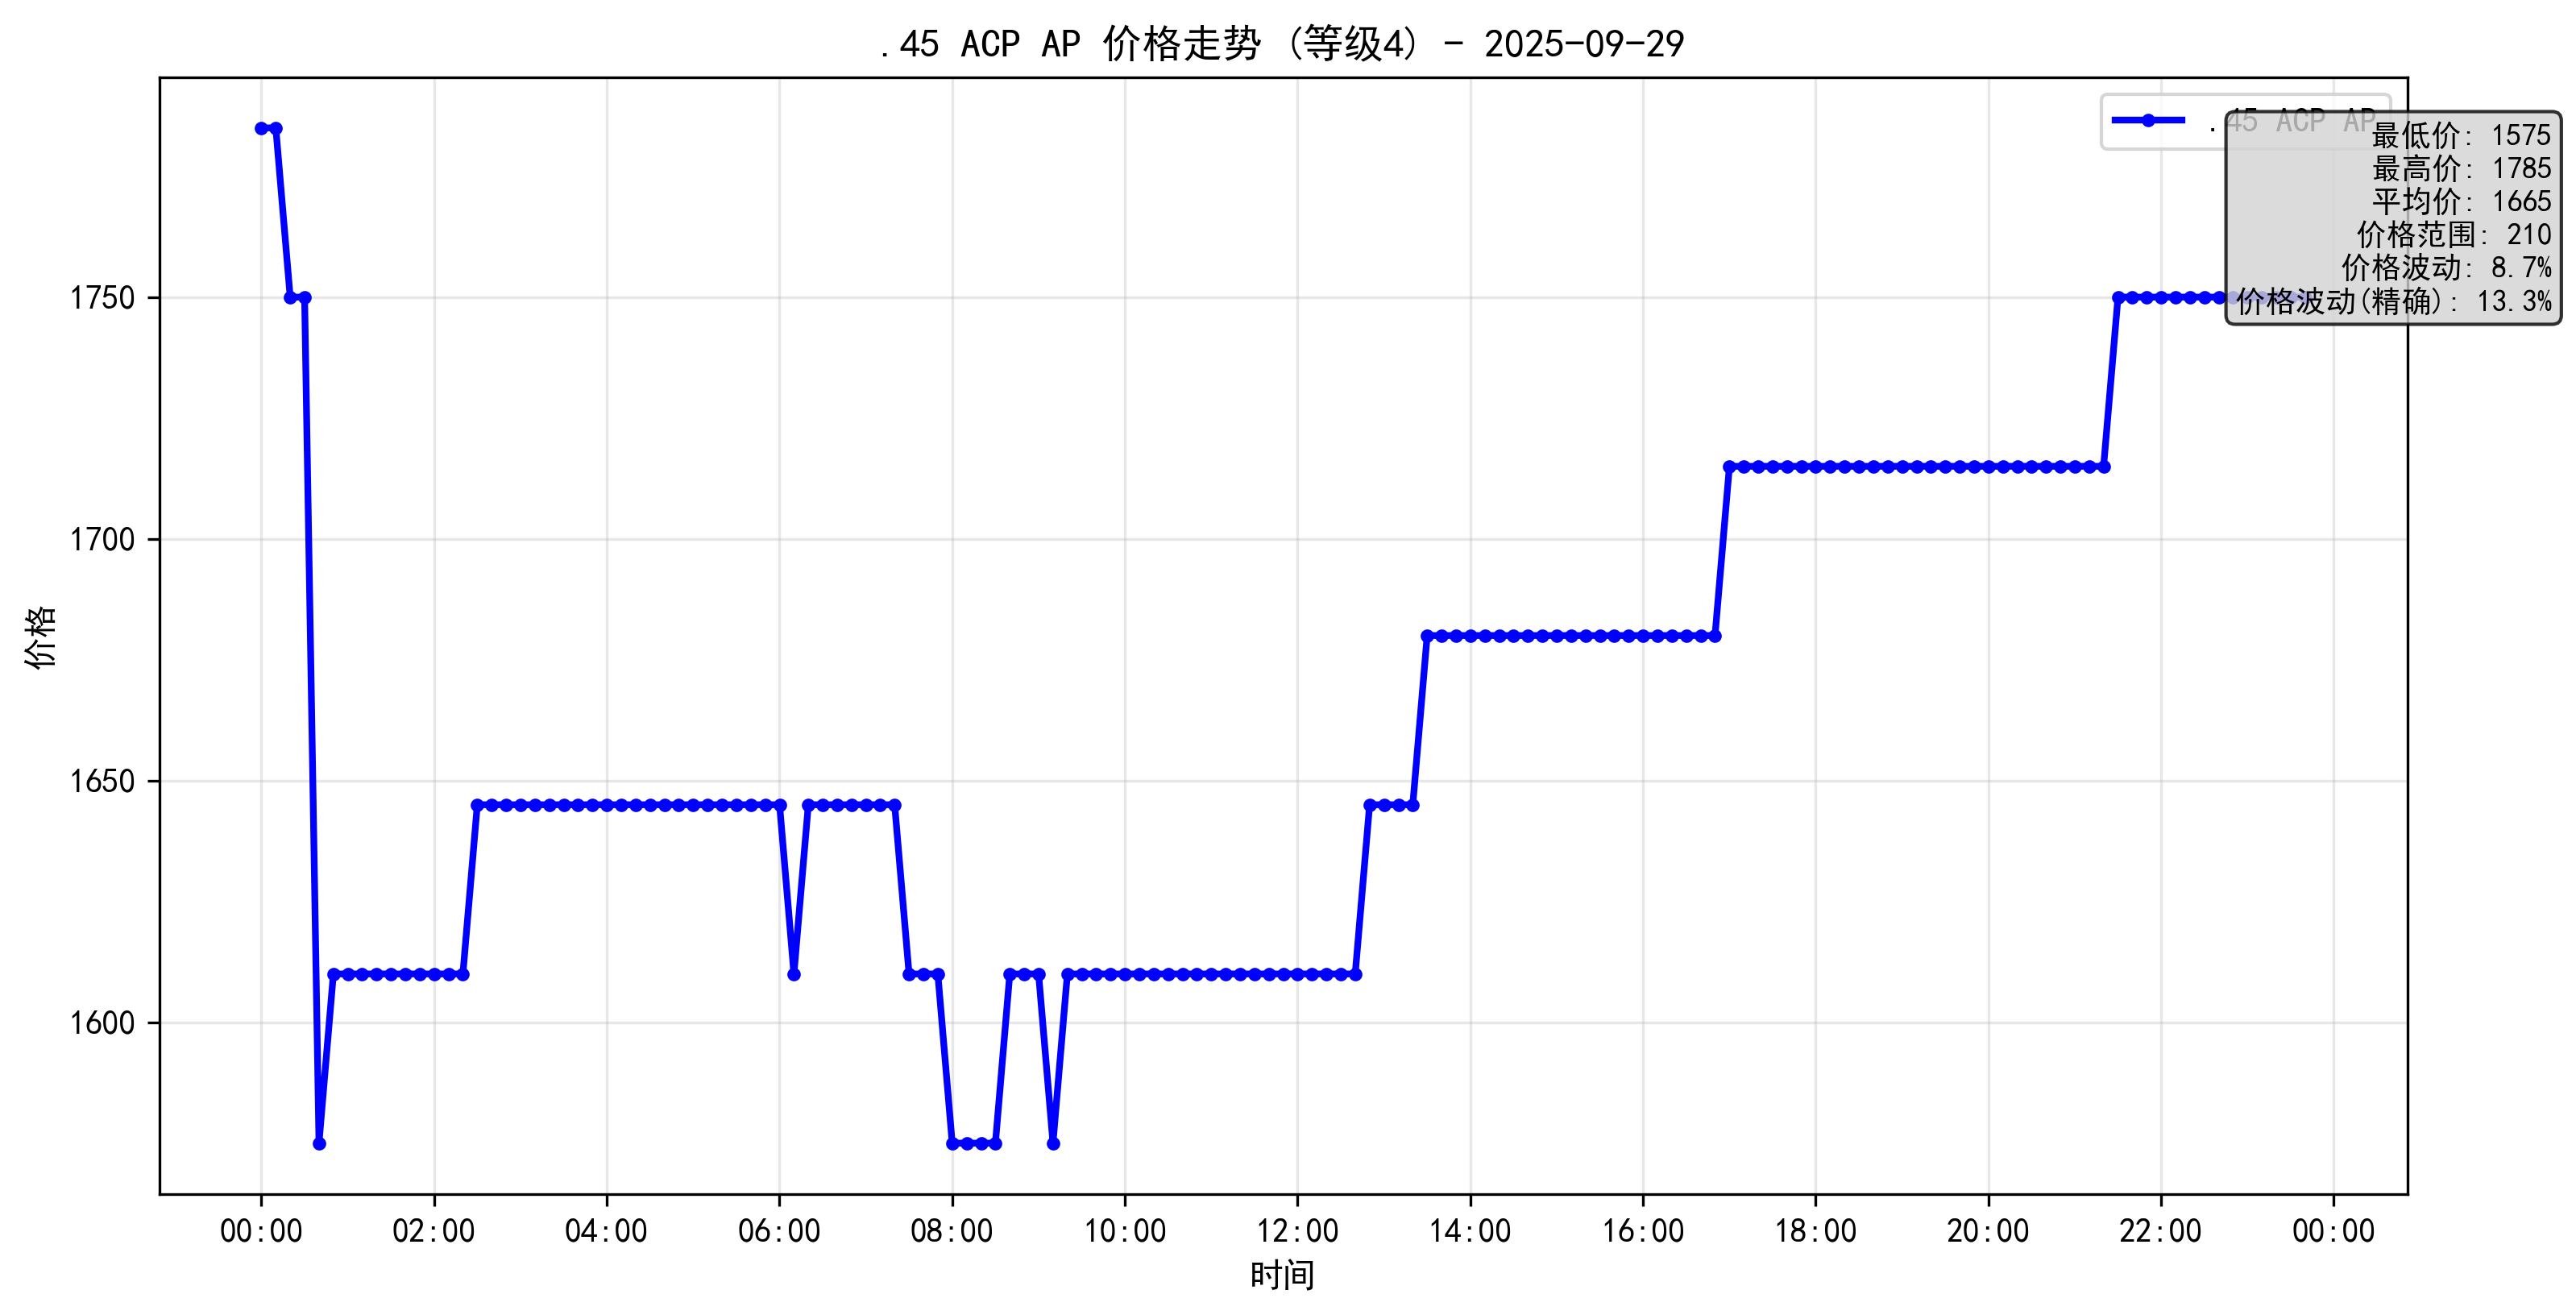 .45 ACP AP 价格走势 (等级4) - 2025-09-29
.45 ACP AP
最低价: 1575
最高价: 1785
平均价: 1665
价格范围: 210
价格波动: 8.7%
价格波动(精确): 13.3%
价格
1750
1700
1650
1600
00:00 02:00 04:00 06:00 08:00 10:00 12:00 14:00 16:00 18:00 20:00 22:00 00:00
时间